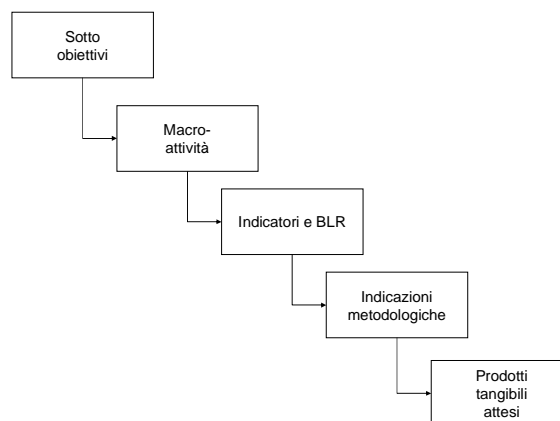 Sotto
obiettivi
Macro-
attività
Indicatori e BLR
Indicazioni
metodologiche
Prodotti
tangibili
attesi